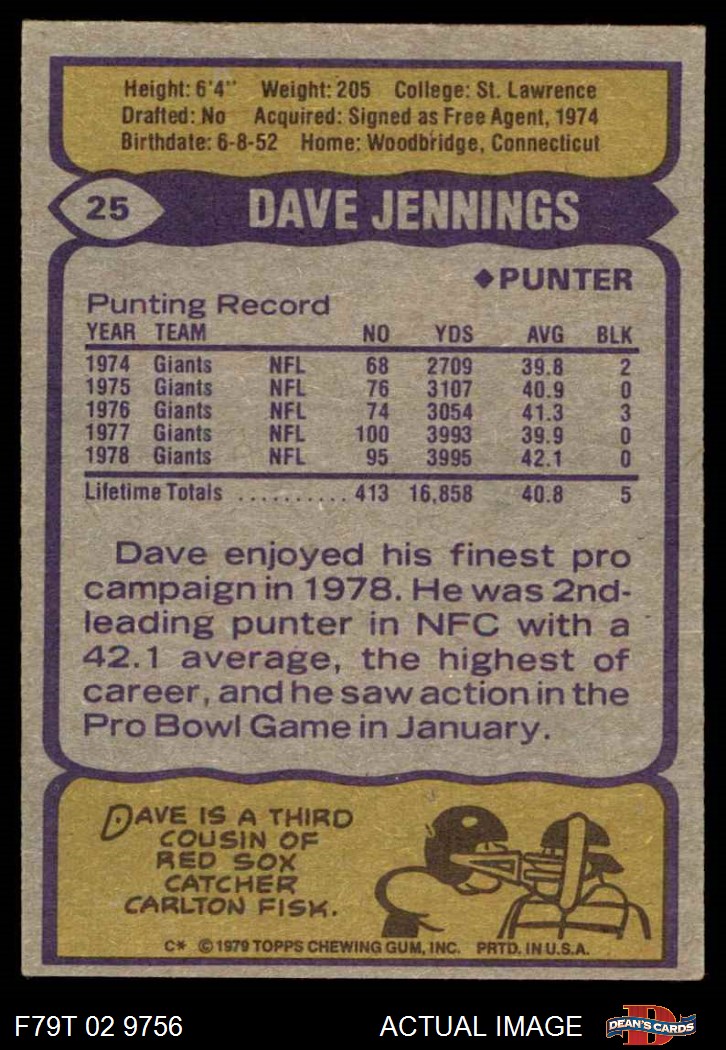 Height: 6'4" Weight: 205 College: St. Lawrence
Drafted: No Acquired: Signed as Free Agent, 1974
Birthdate: 6-8-52 Home: Woodbridge, Connecticut
25 DAVE JENNINGS
◆PUNTER
Punting Record
YEAR TEAM NO YDS AVG BLK
1974 Giants NFL 68 2709 39.8 2
1975 Giants NFL 76 3107 40.9 0
1976 Giants NFL 74 3054 41.3 3
1977 Giants NFL 100 3993 39.9 0
1978 Giants NFL 95 3995 42.1 0
Lifetime Totals .......... 413 16,858 40.8 5
Dave enjoyed his finest pro
campaign in 1978. He was 2nd-
leading punter in NFC with a
42.1 average, the highest of
career, and he saw action in the
Pro Bowl Game in January.
DAVE IS A THIRD
COUSIN OF
RED SOX
CATCHER
CARLTON FISK.
C* © 1979 TOPPS CHEWING GUM, INC. PRTD. IN U.S.A.
F79T 02 9756 ACTUAL IMAGE D DEAN'S CARDS